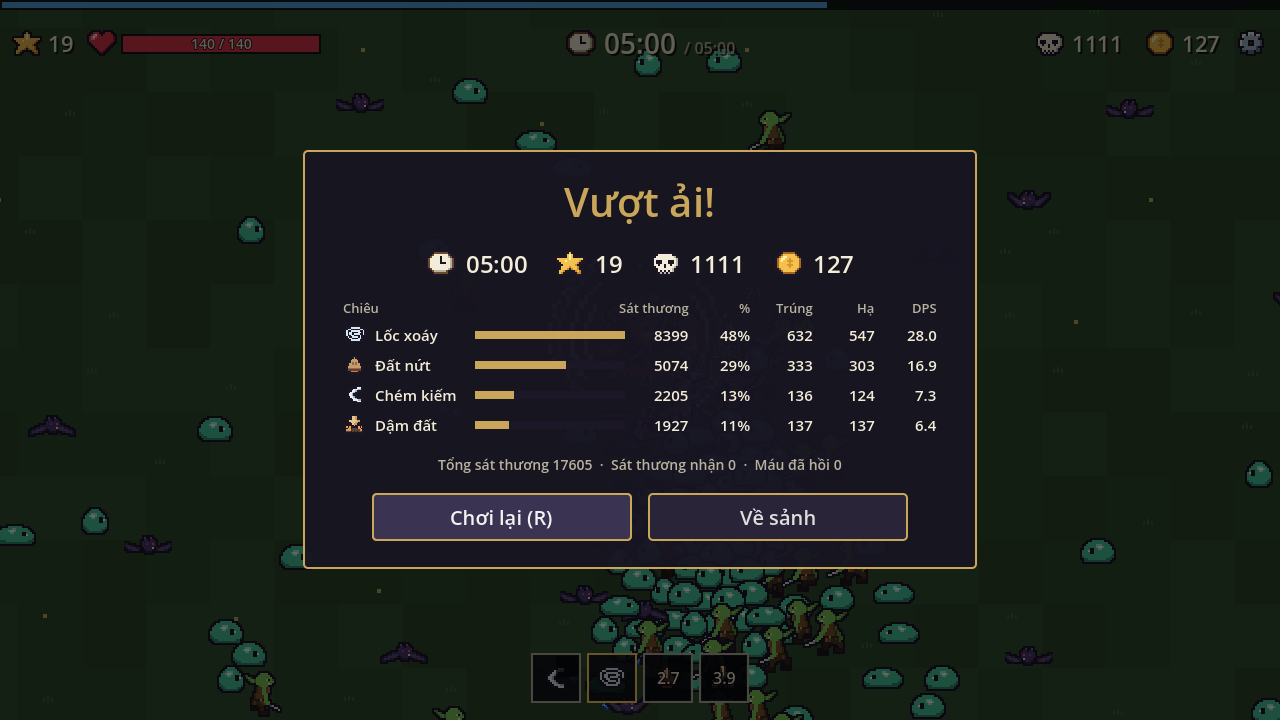 19 140 / 140 05:00 / 05:00 1111 127
Vượt ải!
05:00 19 1111 127
Chiêu Sát thương % Trúng Hạ DPS
Lốc xoáy 8399 48% 632 547 28.0
Đất nứt 5074 29% 333 303 16.9
Chém kiếm 2205 13% 136 124 7.3
Dậm đất 1927 11% 137 137 6.4
Tổng sát thương 17605 · Sát thương nhận 0 · Máu đã hồi 0
Chơi lại (R) Về sảnh
2.7 3.9